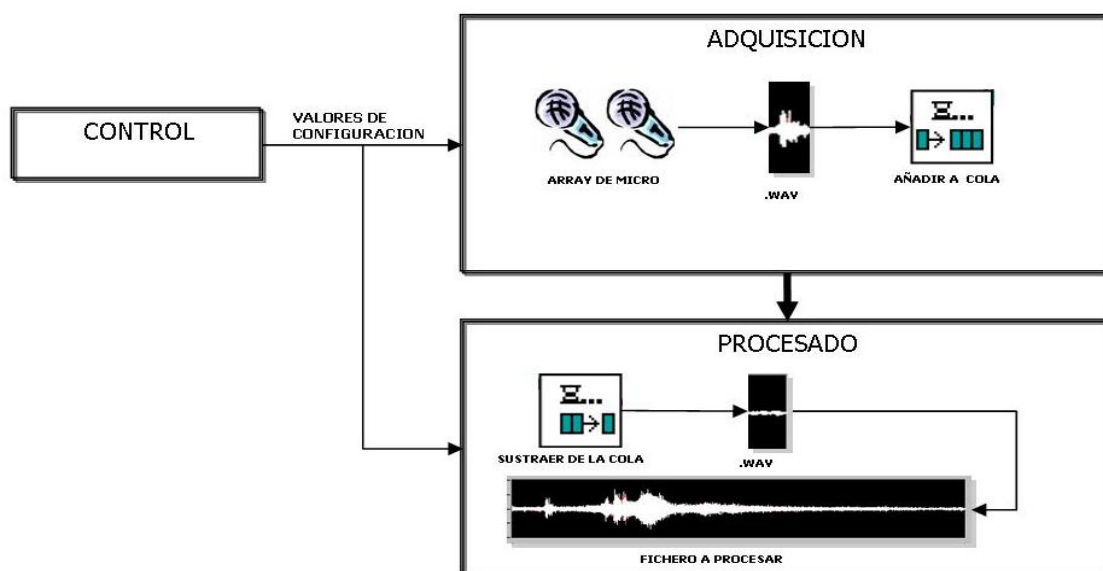 ADQUISICION
CONTROL
VALORES DE
CONFIGURACION
ARRAY DE MICRO
.WAV
AÑADIR A COLA
PROCESADO
SUSTRAER DE LA COLA
.WAV
FICHERO A PROCESAR